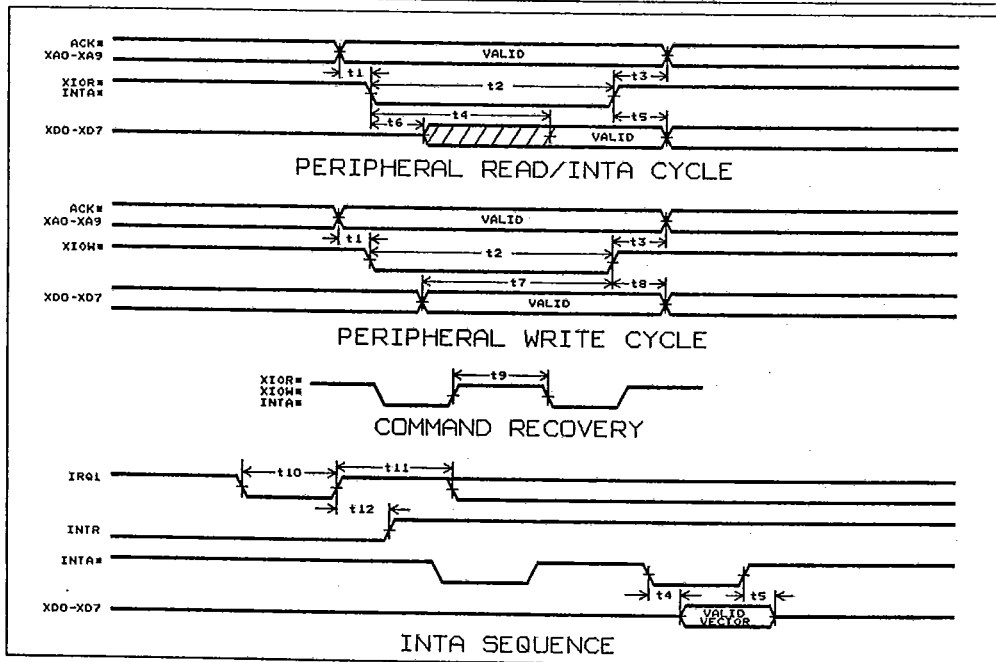 ACK#
XA0-XA9
VALID
t1
t2
t3
XIOR#
INTA#
t4
t5
t6
XD0-XD7
VALID
PERIPHERAL READ/INTA CYCLE
ACK#
XA0-XA9
VALID
t1
t2
t3
XIOW#
t7
t8
XD0-XD7
VALID
PERIPHERAL WRITE CYCLE
t9
XIOR#
XIOW#
INTA#
COMMAND RECOVERY
t10
t11
IRQi
t12
INTR
INTA#
t4
t5
XD0-XD7
VALID
VECTOR
INTA SEQUENCE